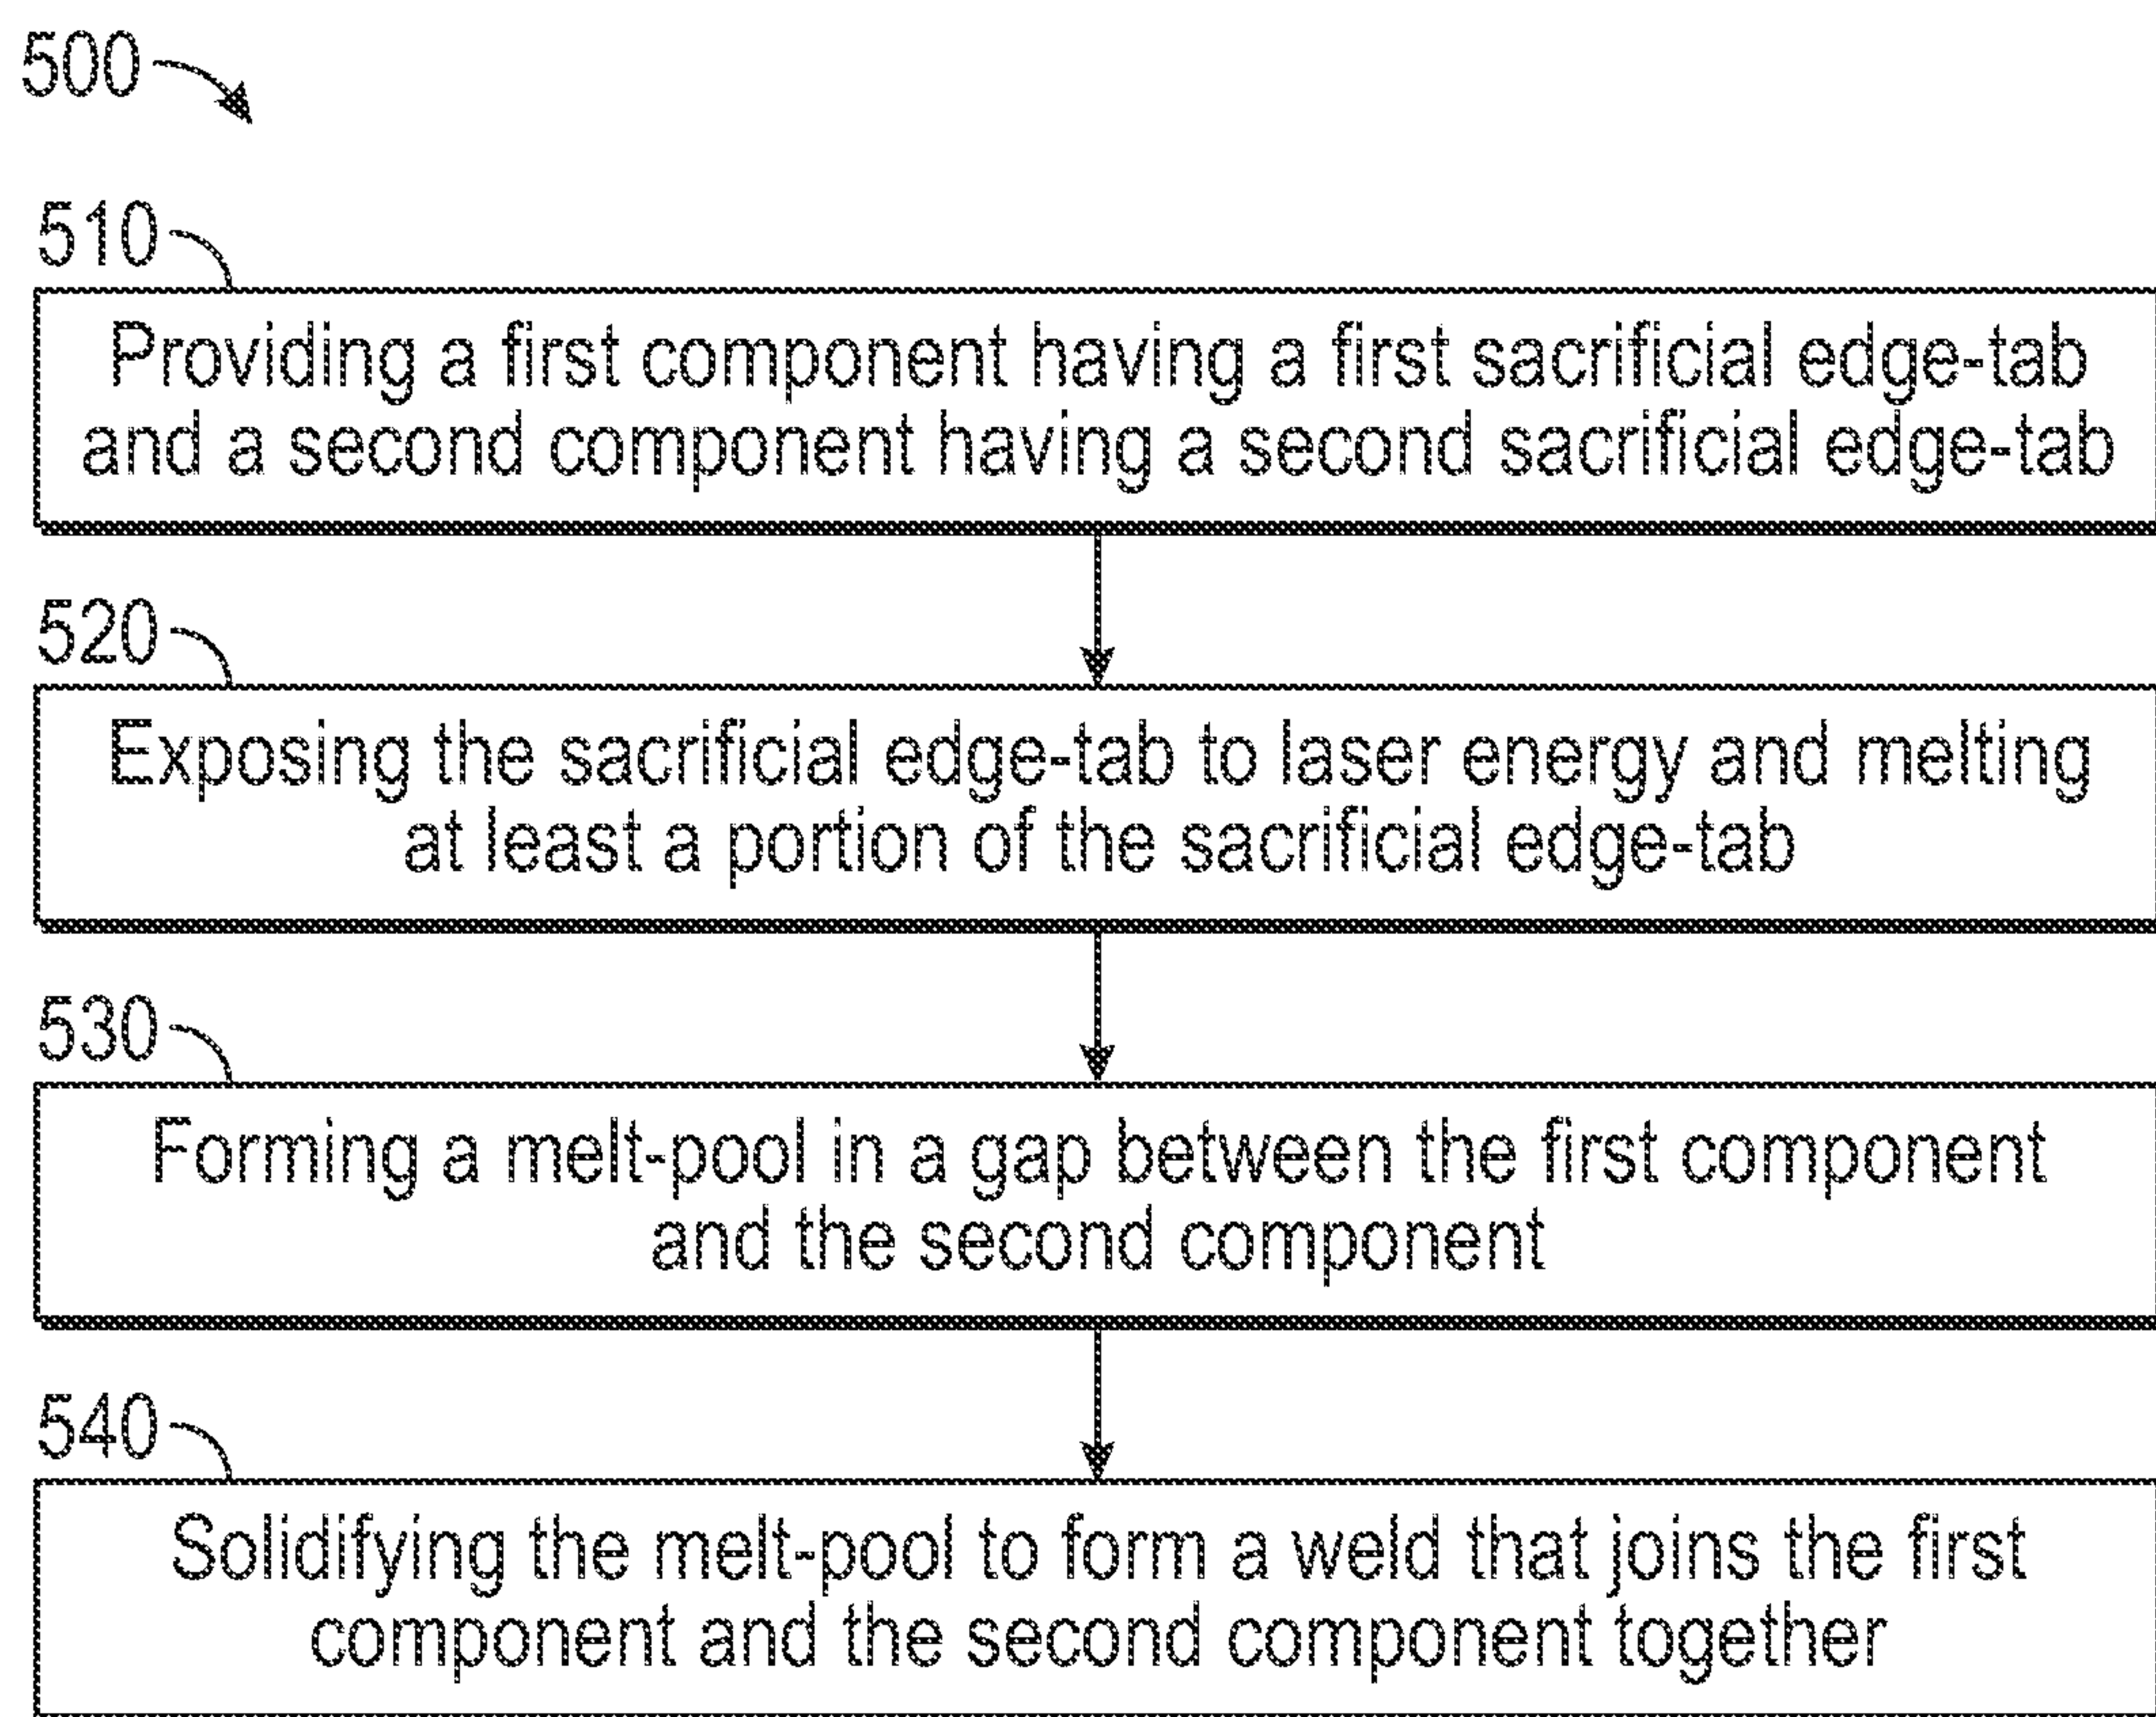 500
510
Providing a first component having a first sacrificial edge-tab
and a second component having a second sacrificial edge-tab
520
Exposing the sacrificial edge-tab to laser energy and melting
at least a portion of the sacrificial edge-tab
530
Forming a melt-pool in a gap between the first component
and the second component
540
Solidifying the melt-pool to form a weld that joins the first
component and the second component together